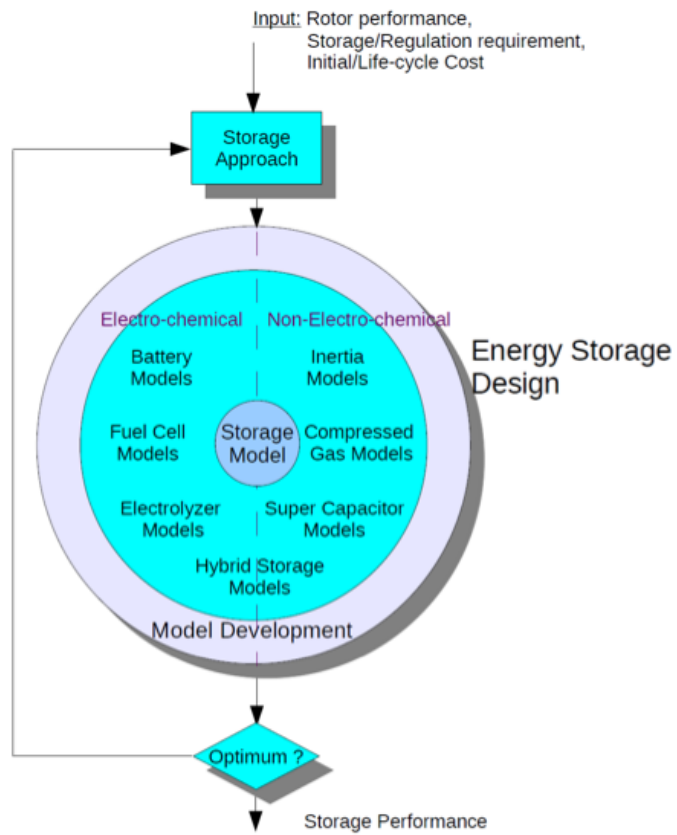 Input: Rotor performance,
Storage/Regulation requirement,
Initial/Life-cycle Cost
Storage
Approach
Electro-chemical
Non-Electro-chemical
Battery
Models
Inertia
Models
Energy Storage
Design
Fuel Cell
Models
Storage
Model
Compressed
Gas Models
Electrolyzer
Models
Super Capacitor
Models
Hybrid Storage
Models
Model Development
Optimum ?
Storage Performance